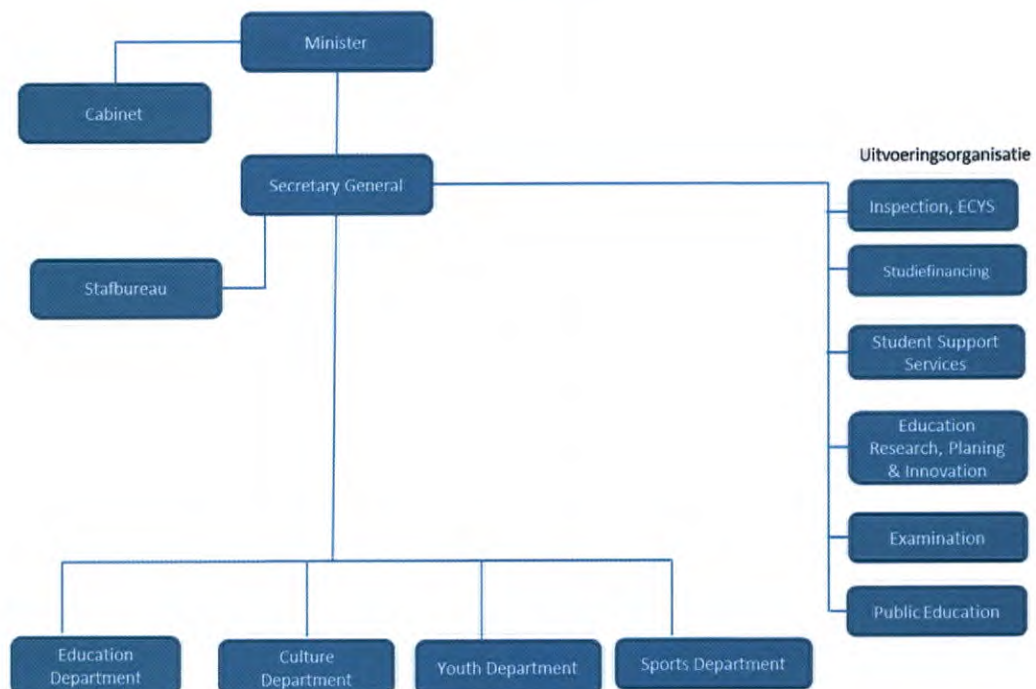 Minister
Cabinet
Secretary General
Stafbureau
Uitvoeringsorganisatie
Inspection, ECYS
Studiefinancing
Student Support
Services
Education
Research, Planing
& Innovation
Examination
Public Education
Education
Department
Culture
Department
Youth Department
Sports Department